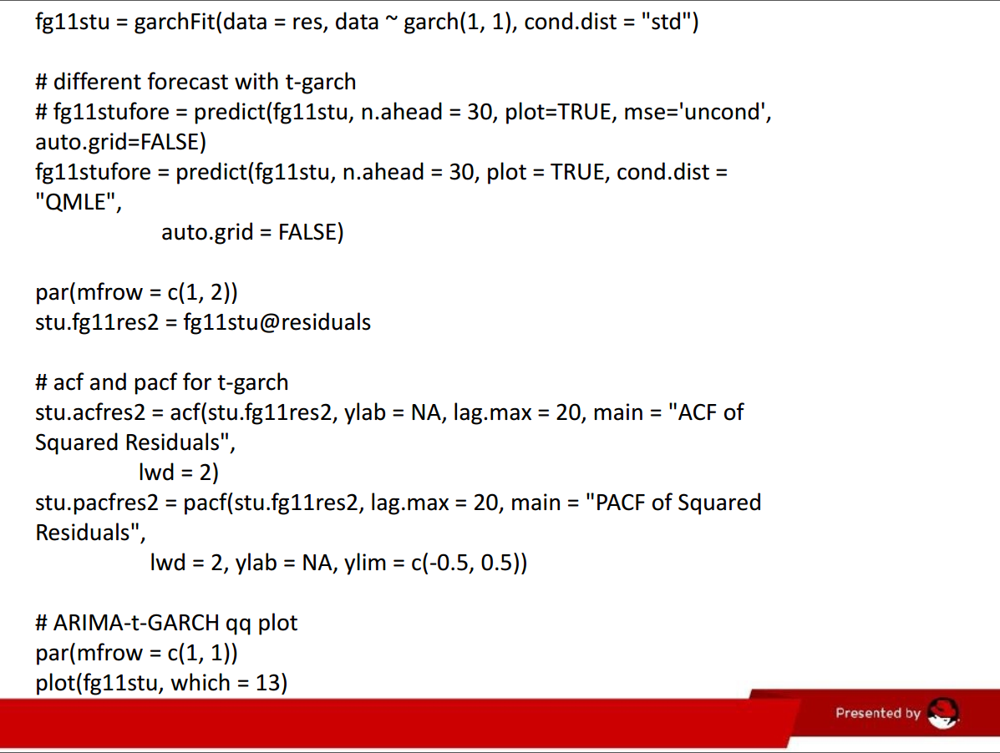 fg11stu = garchFit(data = res, data ~ garch(1, 1), cond.dist = "std")
# different forecast with t-garch
# fg11stufore = predict(fg11stu, n.ahead = 30, plot=TRUE, mse='uncond',
auto.grid=FALSE)
fg11stufore = predict(fg11stu, n.ahead = 30, plot = TRUE, cond.dist =
"QMLE",
auto.grid = FALSE)
par(mfrow = c(1, 2))
stu.fg11res2 = fg11stu@residuals
# acf and pacf for t-garch
stu.acfres2 = acf(stu.fg11res2, ylab = NA, lag.max = 20, main = "ACF of
Squared Residuals",
lwd = 2)
stu.pacfres2 = pacf(stu.fg11res2, lag.max = 20, main = "PACF of Squared
Residuals",
lwd = 2, ylab = NA, ylim = c(-0.5, 0.5))
# ARIMA-t-GARCH qq plot
par(mfrow = c(1, 1))
plot(fg11stu, which = 13)
Presented by